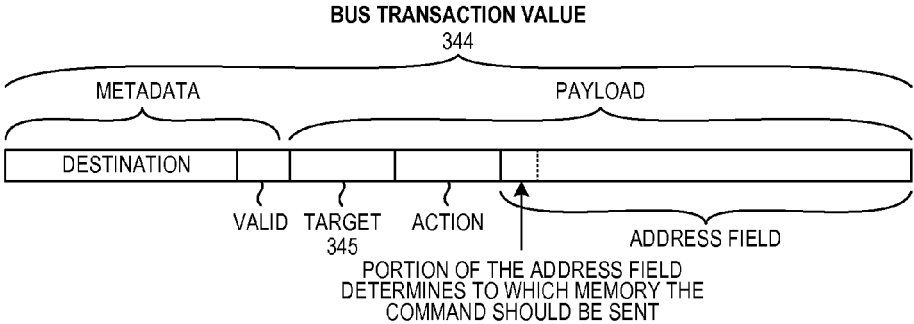 BUS TRANSACTION VALUE
344
METADATA
PAYLOAD
DESTINATION
VALID
TARGET
345
ACTION
ADDRESS FIELD
PORTION OF THE ADDRESS FIELD
DETERMINES TO WHICH MEMORY THE
COMMAND SHOULD BE SENT